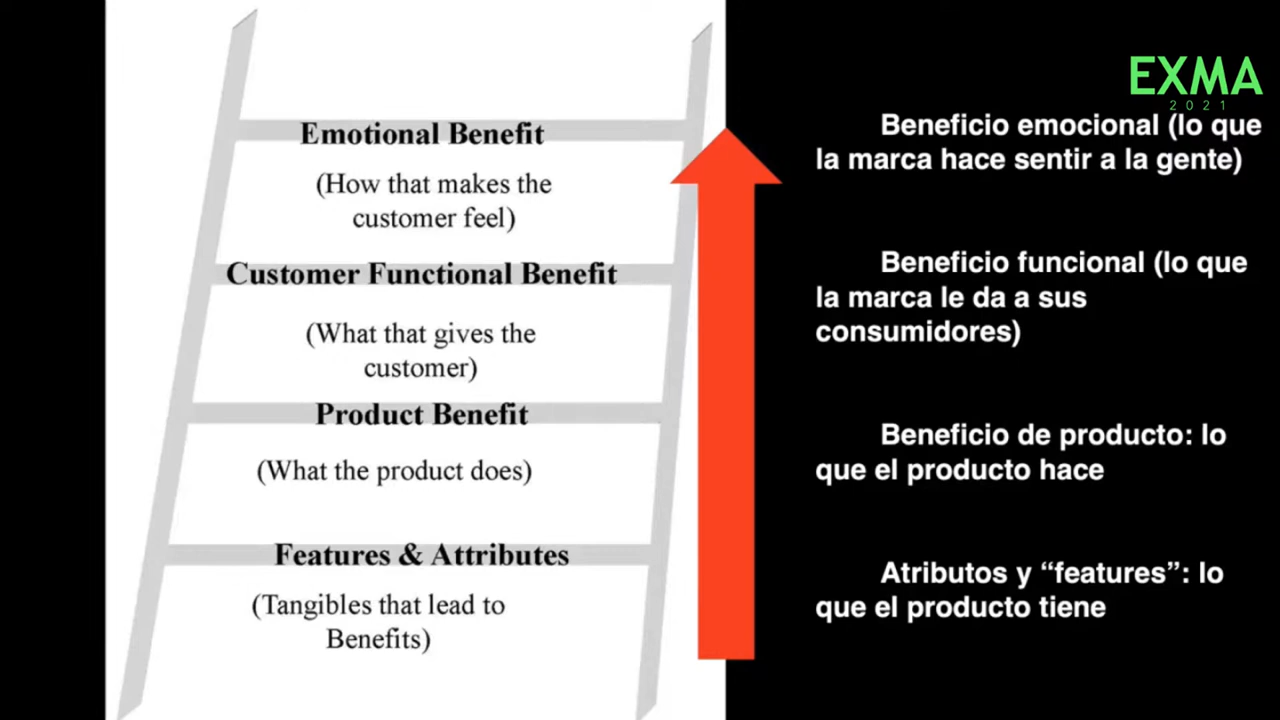 EXMA
2021
Emotional Benefit
(How that makes the
customer feel)
Customer Functional Benefit
(What that gives the
customer)
Product Benefit
(What the product does)
Features & Attributes
(Tangibles that lead to
Benefits)
Beneficio emocional (lo que
la marca hace sentir a la gente)
Beneficio funcional (lo que
la marca le da a sus
consumidores)
Beneficio de producto: lo
que el producto hace
Atributos y “features”: lo
que el producto tiene